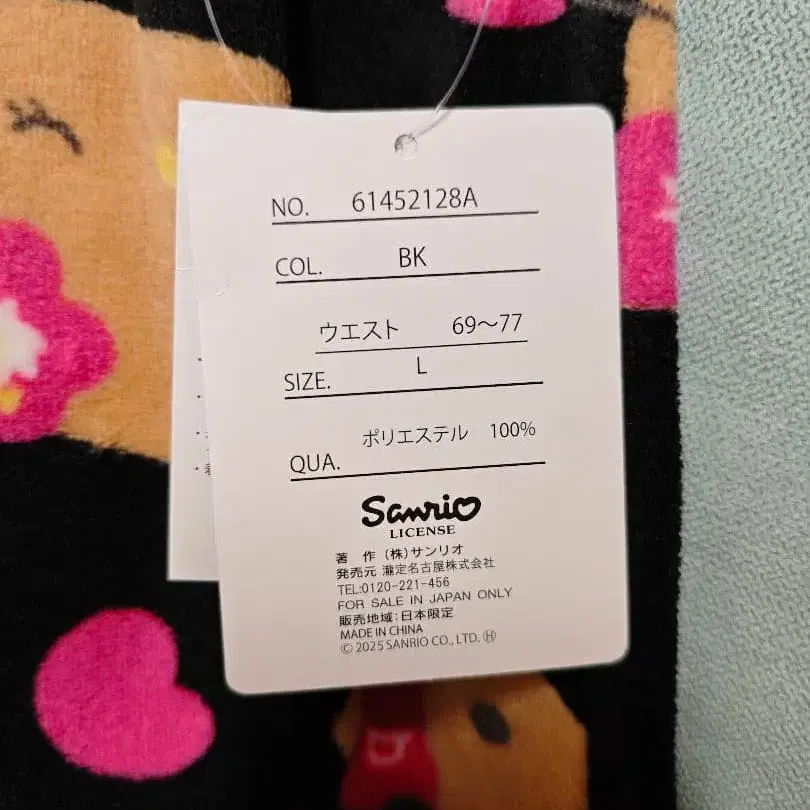 NO. 61452128A
COL. BK
ウエスト 69〜77
SIZE. L
ポリエステル 100%
QUA.
Sanrio
LICENSE
著 作 (株)サンリオ
発売元 瀧定名古屋株式会社
TEL:0120-221-456
FOR SALE IN JAPAN ONLY
販売地域:日本限定
MADE IN CHINA
Ⓒ 2025 SANRIO CO., LTD. Ⓗ